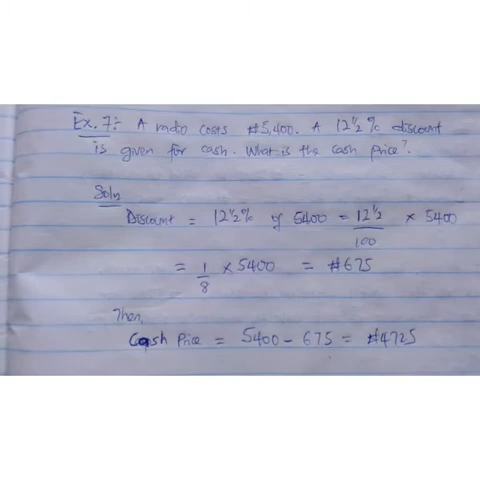 Ex. 7:- A radio costs ₦5,400. A 12½% discount
is given for cash. What is the cash price?.
Soln
Discount = 12½% of 5400 = 12½/100 × 5400
= 1/8 × 5400 = ₦675
Then,
Cash Price = 5400 - 675 = ₦4725